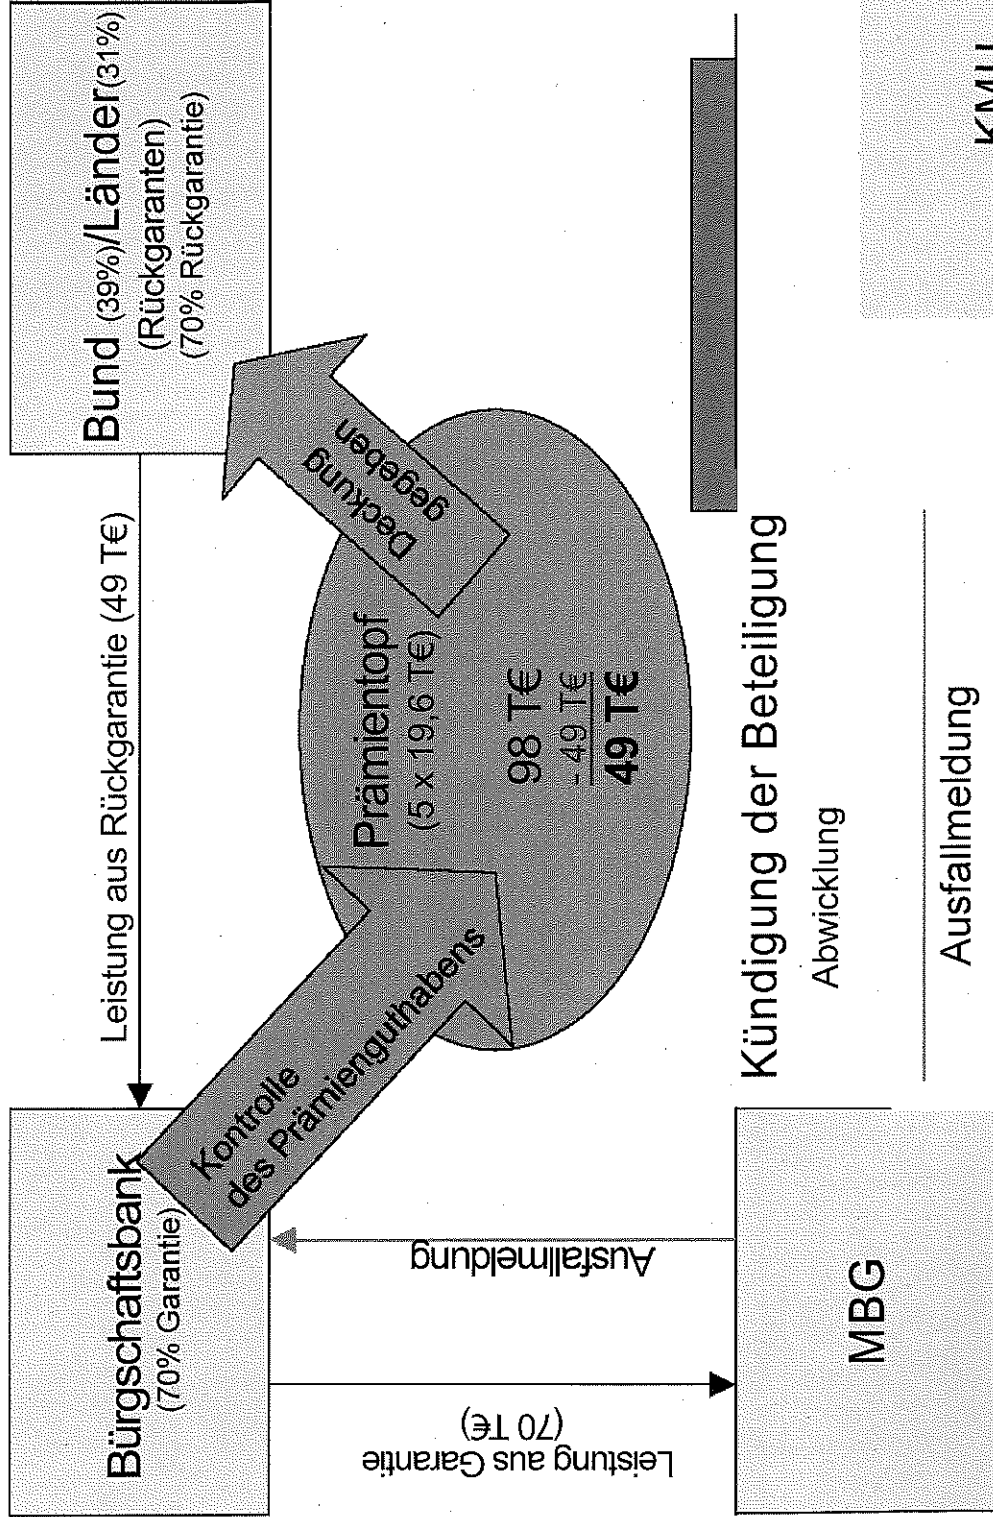 Bürgschaftsbank
(70% Garantie)
Leistung aus Rückgarantie (49 T€)
Bund (39%)/Länder(31%)
(Rückgaranten)
(70% Rückgarantie)
Kontrolle
des Prämienguthabens
Deckung
gegeben
Prämientopf
(5 x 19,6 T€)
98 T€
- 49 T€
49 T€
Leistung aus Garantie
(70 T€)
Ausfallmeldung
Kündigung der Beteiligung
Abwicklung
MBG
Ausfallmeldung
KMU